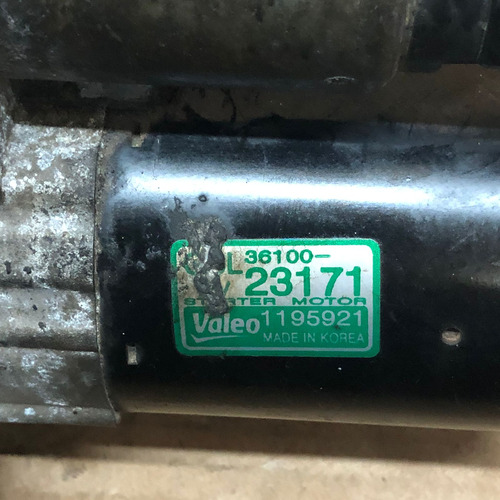 36100-
23171
STARTER MOTOR
Valeo 1195921
MADE IN KOREA